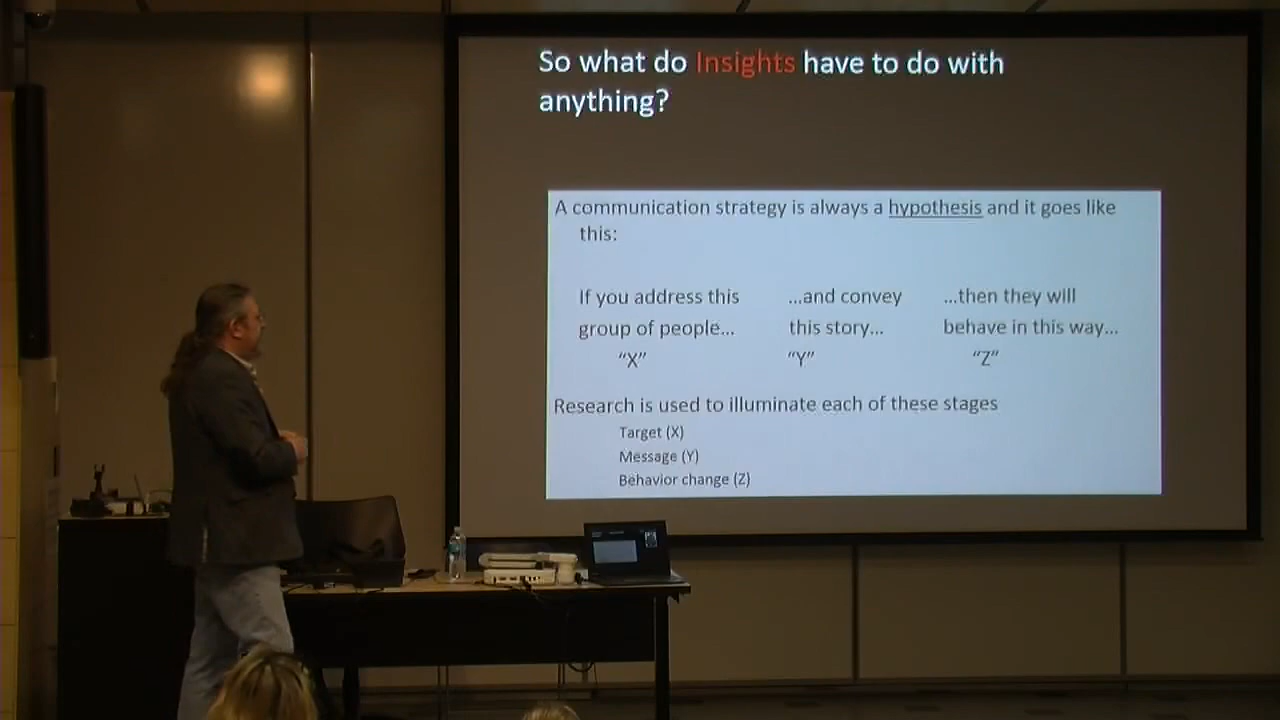 So what do Insights have to do with
anything?
A communication strategy is always a hypothesis and it goes like
this:
If you address this
group of people...
"X"
...and convey
this story...
"Y"
...then they will
behave in this way...
"Z"
Research is used to illuminate each of these stages
Target (X)
Message (Y)
Behavior change (Z)